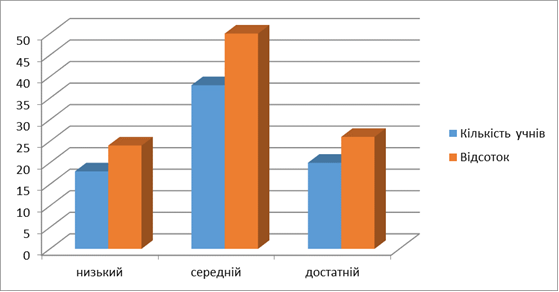 50
45
40
35
30
25
20
15
10
5
0
низький
середній
достатній
Кількість учнів
Відсоток